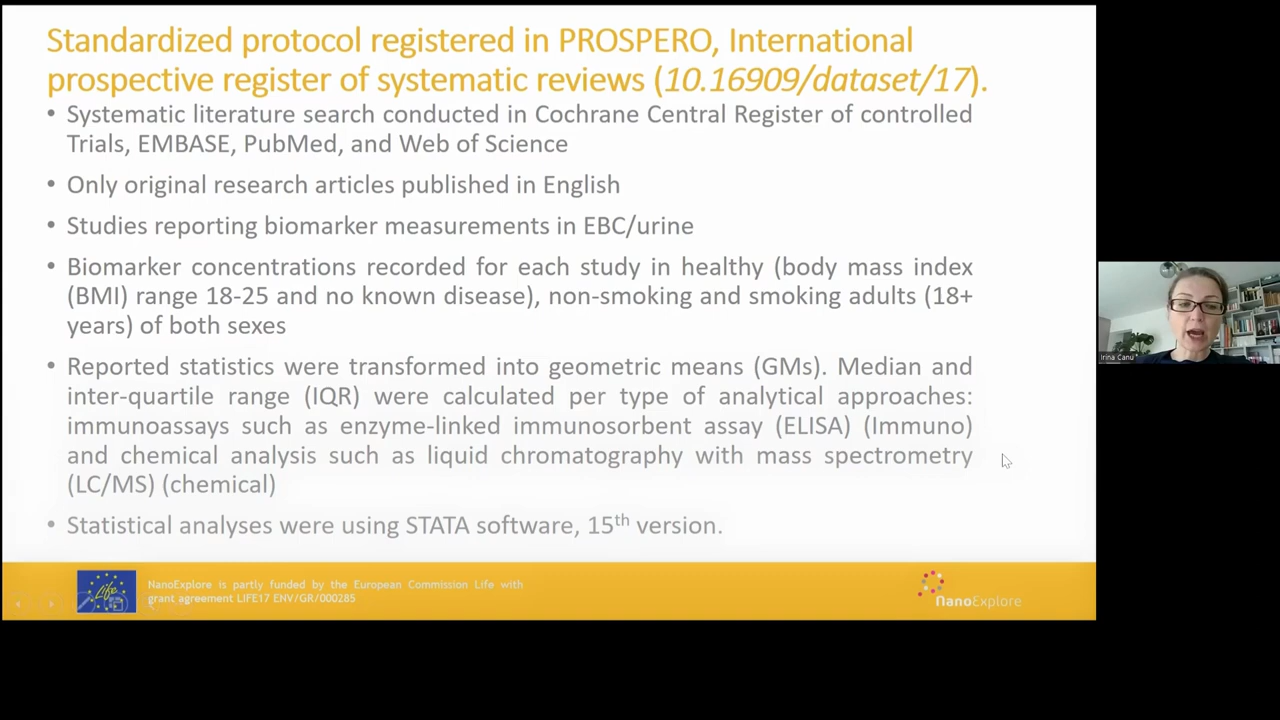 Standardized protocol registered in PROSPERO, International
prospective register of systematic reviews (10.16909/dataset/17).
• Systematic literature search conducted in Cochrane Central Register of controlled
Trials, EMBASE, PubMed, and Web of Science
• Only original research articles published in English
• Studies reporting biomarker measurements in EBC/urine
• Biomarker concentrations recorded for each study in healthy (body mass index
(BMI) range 18-25 and no known disease), non-smoking and smoking adults (18+
years) of both sexes
• Reported statistics were transformed into geometric means (GMs). Median and
inter-quartile range (IQR) were calculated per type of analytical approaches:
immunoassays such as enzyme-linked immunosorbent assay (ELISA) (Immuno)
and chemical analysis such as liquid chromatography with mass spectrometry
(LC/MS) (chemical)
• Statistical analyses were using STATA software, 15th version.
Life
NanoExplore is partly funded by the European Commission Life with
grant agreement LIFE17 ENV/GR/000285
NanoExplore
Irina Canu